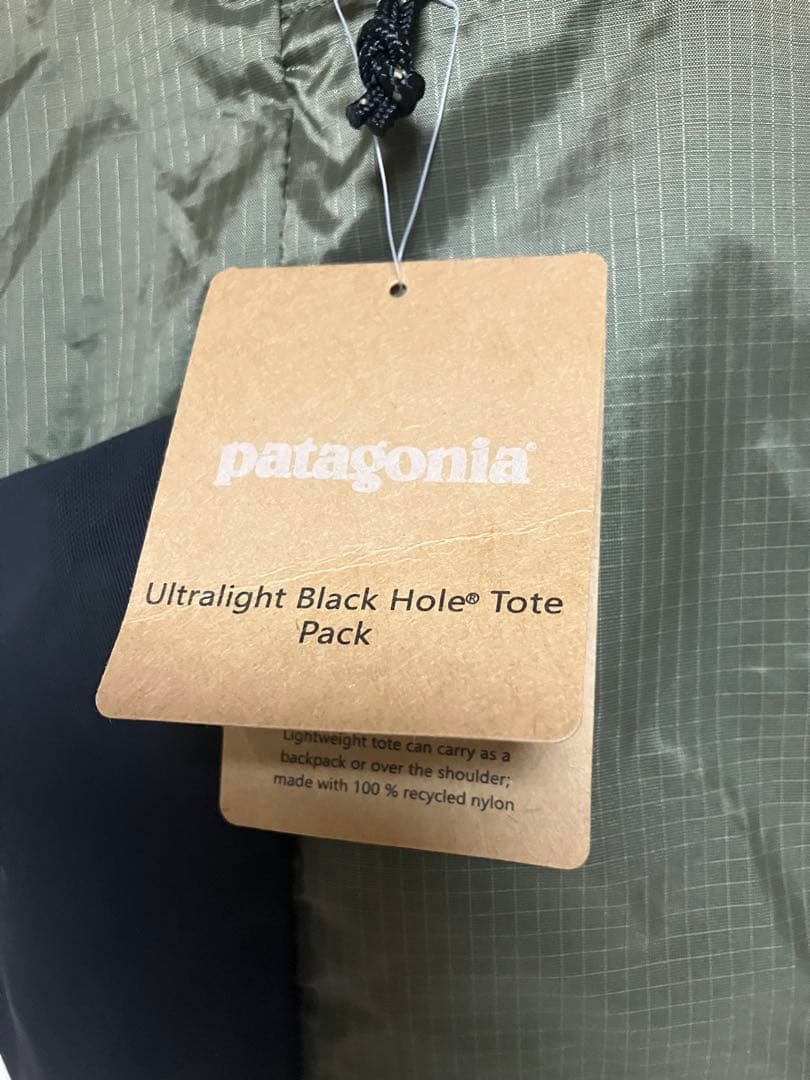 patagonia®
Ultralight Black Hole® Tote
Pack
Lightweight tote can carry as a
backpack or over the shoulder;
made with 100 % recycled nylon